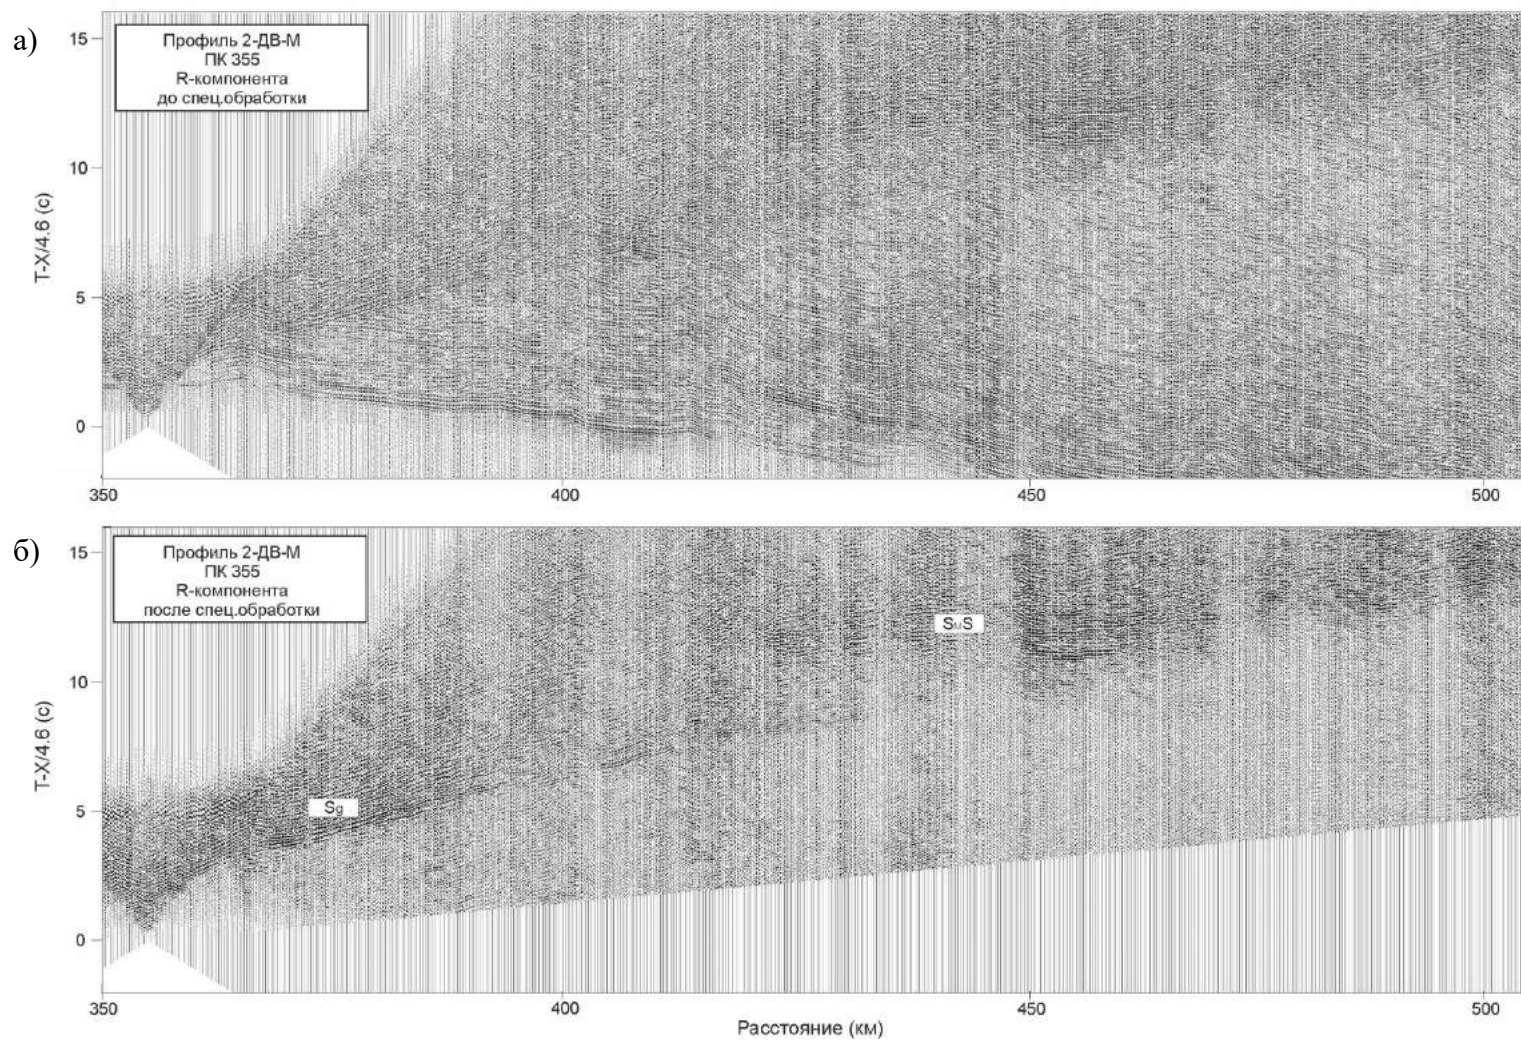 а)
Профиль 2-ДВ-М
ПК 355
R-компонента
до спец.обработки
T-X/4.6 (с)
15
10
5
0
350
400
450
500
б)
Профиль 2-ДВ-М
ПК 355
R-компонента
после спец.обработки
T-X/4.6 (с)
15
10
5
0
Sg
SмS
350
400
450
500
Расстояние (км)